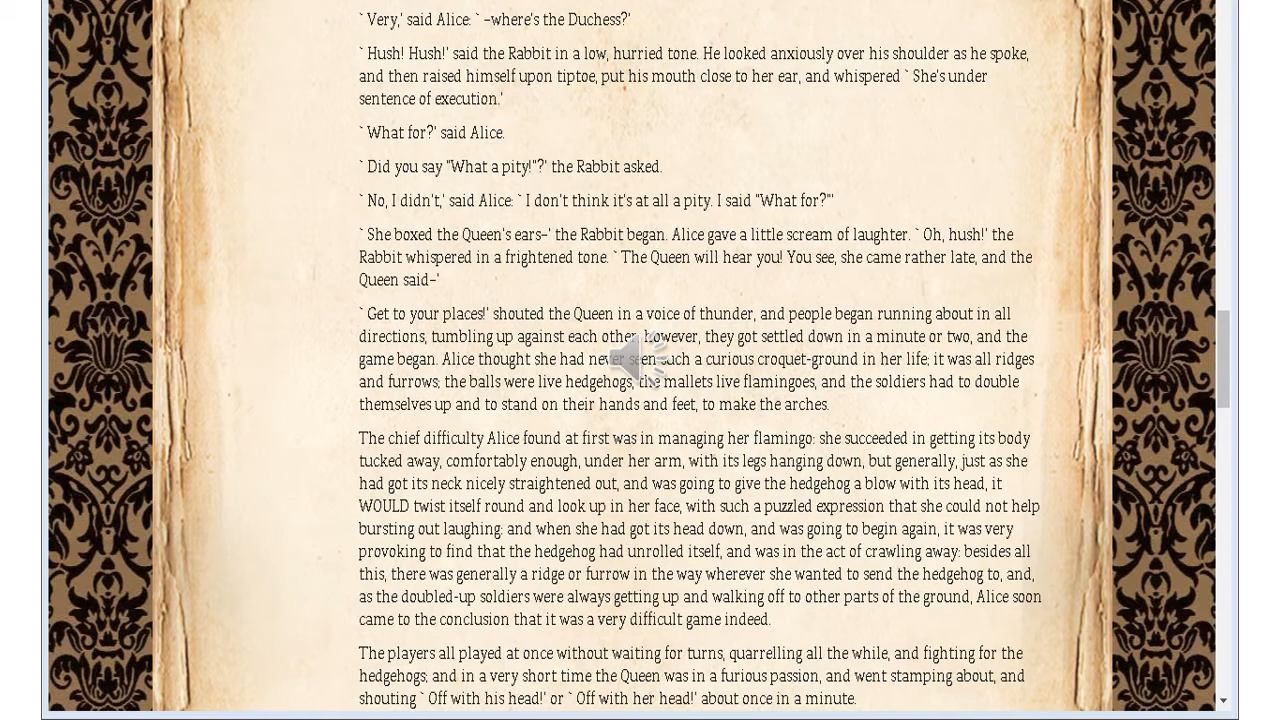 ` Very,' said Alice: ` –where's the Duchess?'
` Hush! Hush!' said the Rabbit in a low, hurried tone. He looked anxiously over his shoulder as he spoke,
and then raised himself upon tiptoe, put his mouth close to her ear, and whispered ` She's under
sentence of execution.'
` What for?' said Alice.
` Did you say "What a pity!"?' the Rabbit asked.
` No, I didn't,' said Alice: ` I don't think it's at all a pity. I said "What for?"'
` She boxed the Queen's ears–' the Rabbit began. Alice gave a little scream of laughter. ` Oh, hush!' the
Rabbit whispered in a frightened tone. ` The Queen will hear you! You see, she came rather late, and the
Queen said–'
` Get to your places!' shouted the Queen in a voice of thunder, and people began running about in all
directions, tumbling up against each other, however, they got settled down in a minute or two, and the
game began. Alice thought she had never seen such a curious croquet-ground in her life; it was all ridges
and furrows; the balls were live hedgehogs, the mallets live flamingoes, and the soldiers had to double
themselves up and to stand on their hands and feet, to make the arches.
The chief difficulty Alice found at first was in managing her flamingo: she succeeded in getting its body
tucked away, comfortably enough, under her arm, with its legs hanging down, but generally, just as she
had got its neck nicely straightened out, and was going to give the hedgehog a blow with its head, it
WOULD twist itself round and look up in her face, with such a puzzled expression that she could not help
bursting out laughing: and when she had got its head down, and was going to begin again, it was very
provoking to find that the hedgehog had unrolled itself, and was in the act of crawling away: besides all
this, there was generally a ridge or furrow in the way wherever she wanted to send the hedgehog to, and,
as the doubled-up soldiers were always getting up and walking off to other parts of the ground, Alice soon
came to the conclusion that it was a very difficult game indeed.
The players all played at once without waiting for turns, quarrelling all the while, and fighting for the
hedgehogs; and in a very short time the Queen was in a furious passion, and went stamping about, and
shouting ` Off with his head!' or ` Off with her head!' about once in a minute.